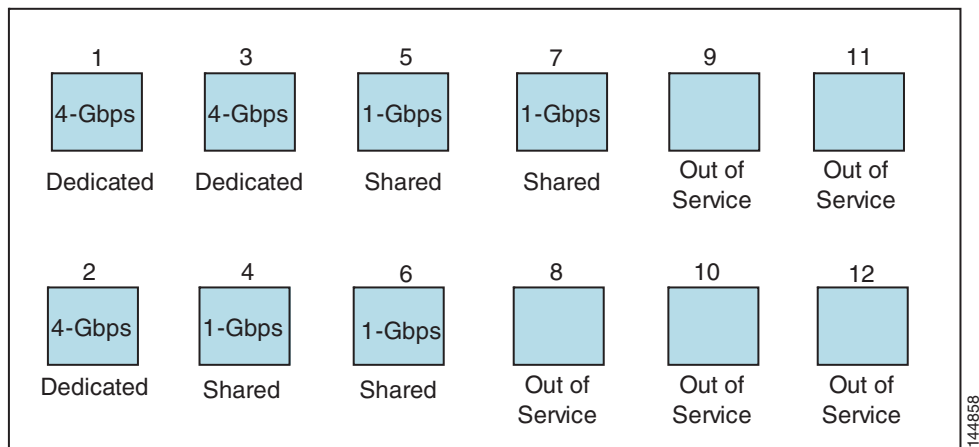 1 3 5 7 9 11
4-Gbps 4-Gbps 1-Gbps 1-Gbps
Dedicated Dedicated Shared Shared Out of Service Out of Service
2 4 6 8 10 12
4-Gbps 1-Gbps 1-Gbps
Dedicated Shared Shared Out of Service Out of Service Out of Service
144858